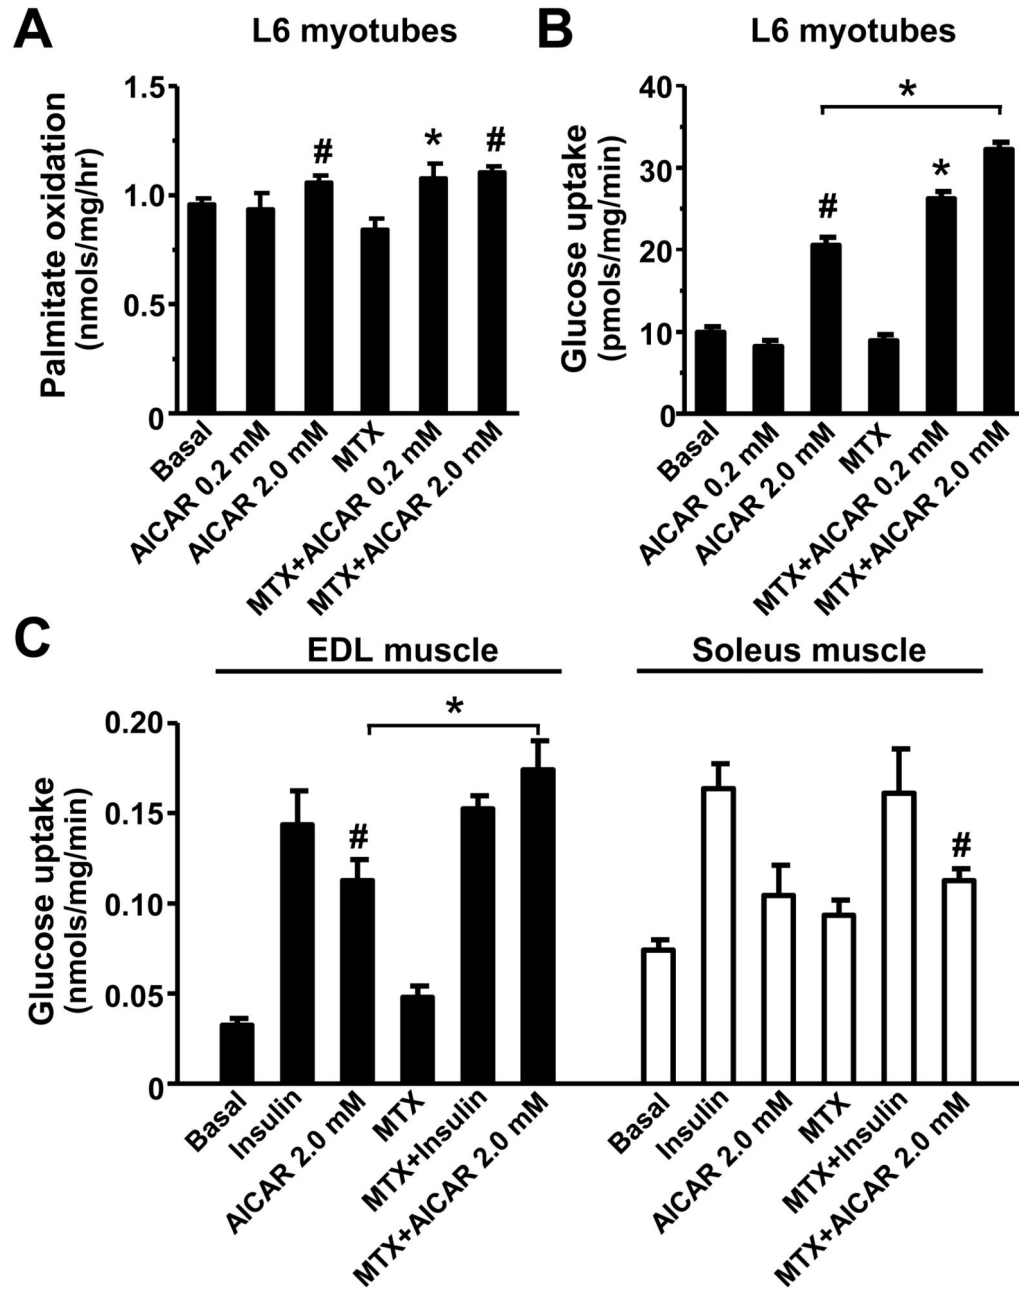 A
L6 myotubes
Palmitate oxidation
(nmols/mg/hr)
1.5
1.0
0.5
0
#
*
#
Basal
AICAR 0.2 mM
AICAR 2.0 mM
MTX
MTX+AICAR 0.2 mM
MTX+AICAR 2.0 mM
B
L6 myotubes
Glucose uptake
(pmols/mg/min)
40
30
20
10
0
#
*
*
Basal
AICAR 0.2 mM
AICAR 2.0 mM
MTX
MTX+AICAR 0.2 mM
MTX+AICAR 2.0 mM
C
EDL muscle
Soleus muscle
Glucose uptake
(nmols/mg/min)
0.20
0.15
0.10
0.05
0
#
*
#
Basal
Insulin
AICAR 2.0 mM
MTX
MTX+Insulin
MTX+AICAR 2.0 mM
Basal
Insulin
AICAR 2.0 mM
MTX
MTX+Insulin
MTX+AICAR 2.0 mM